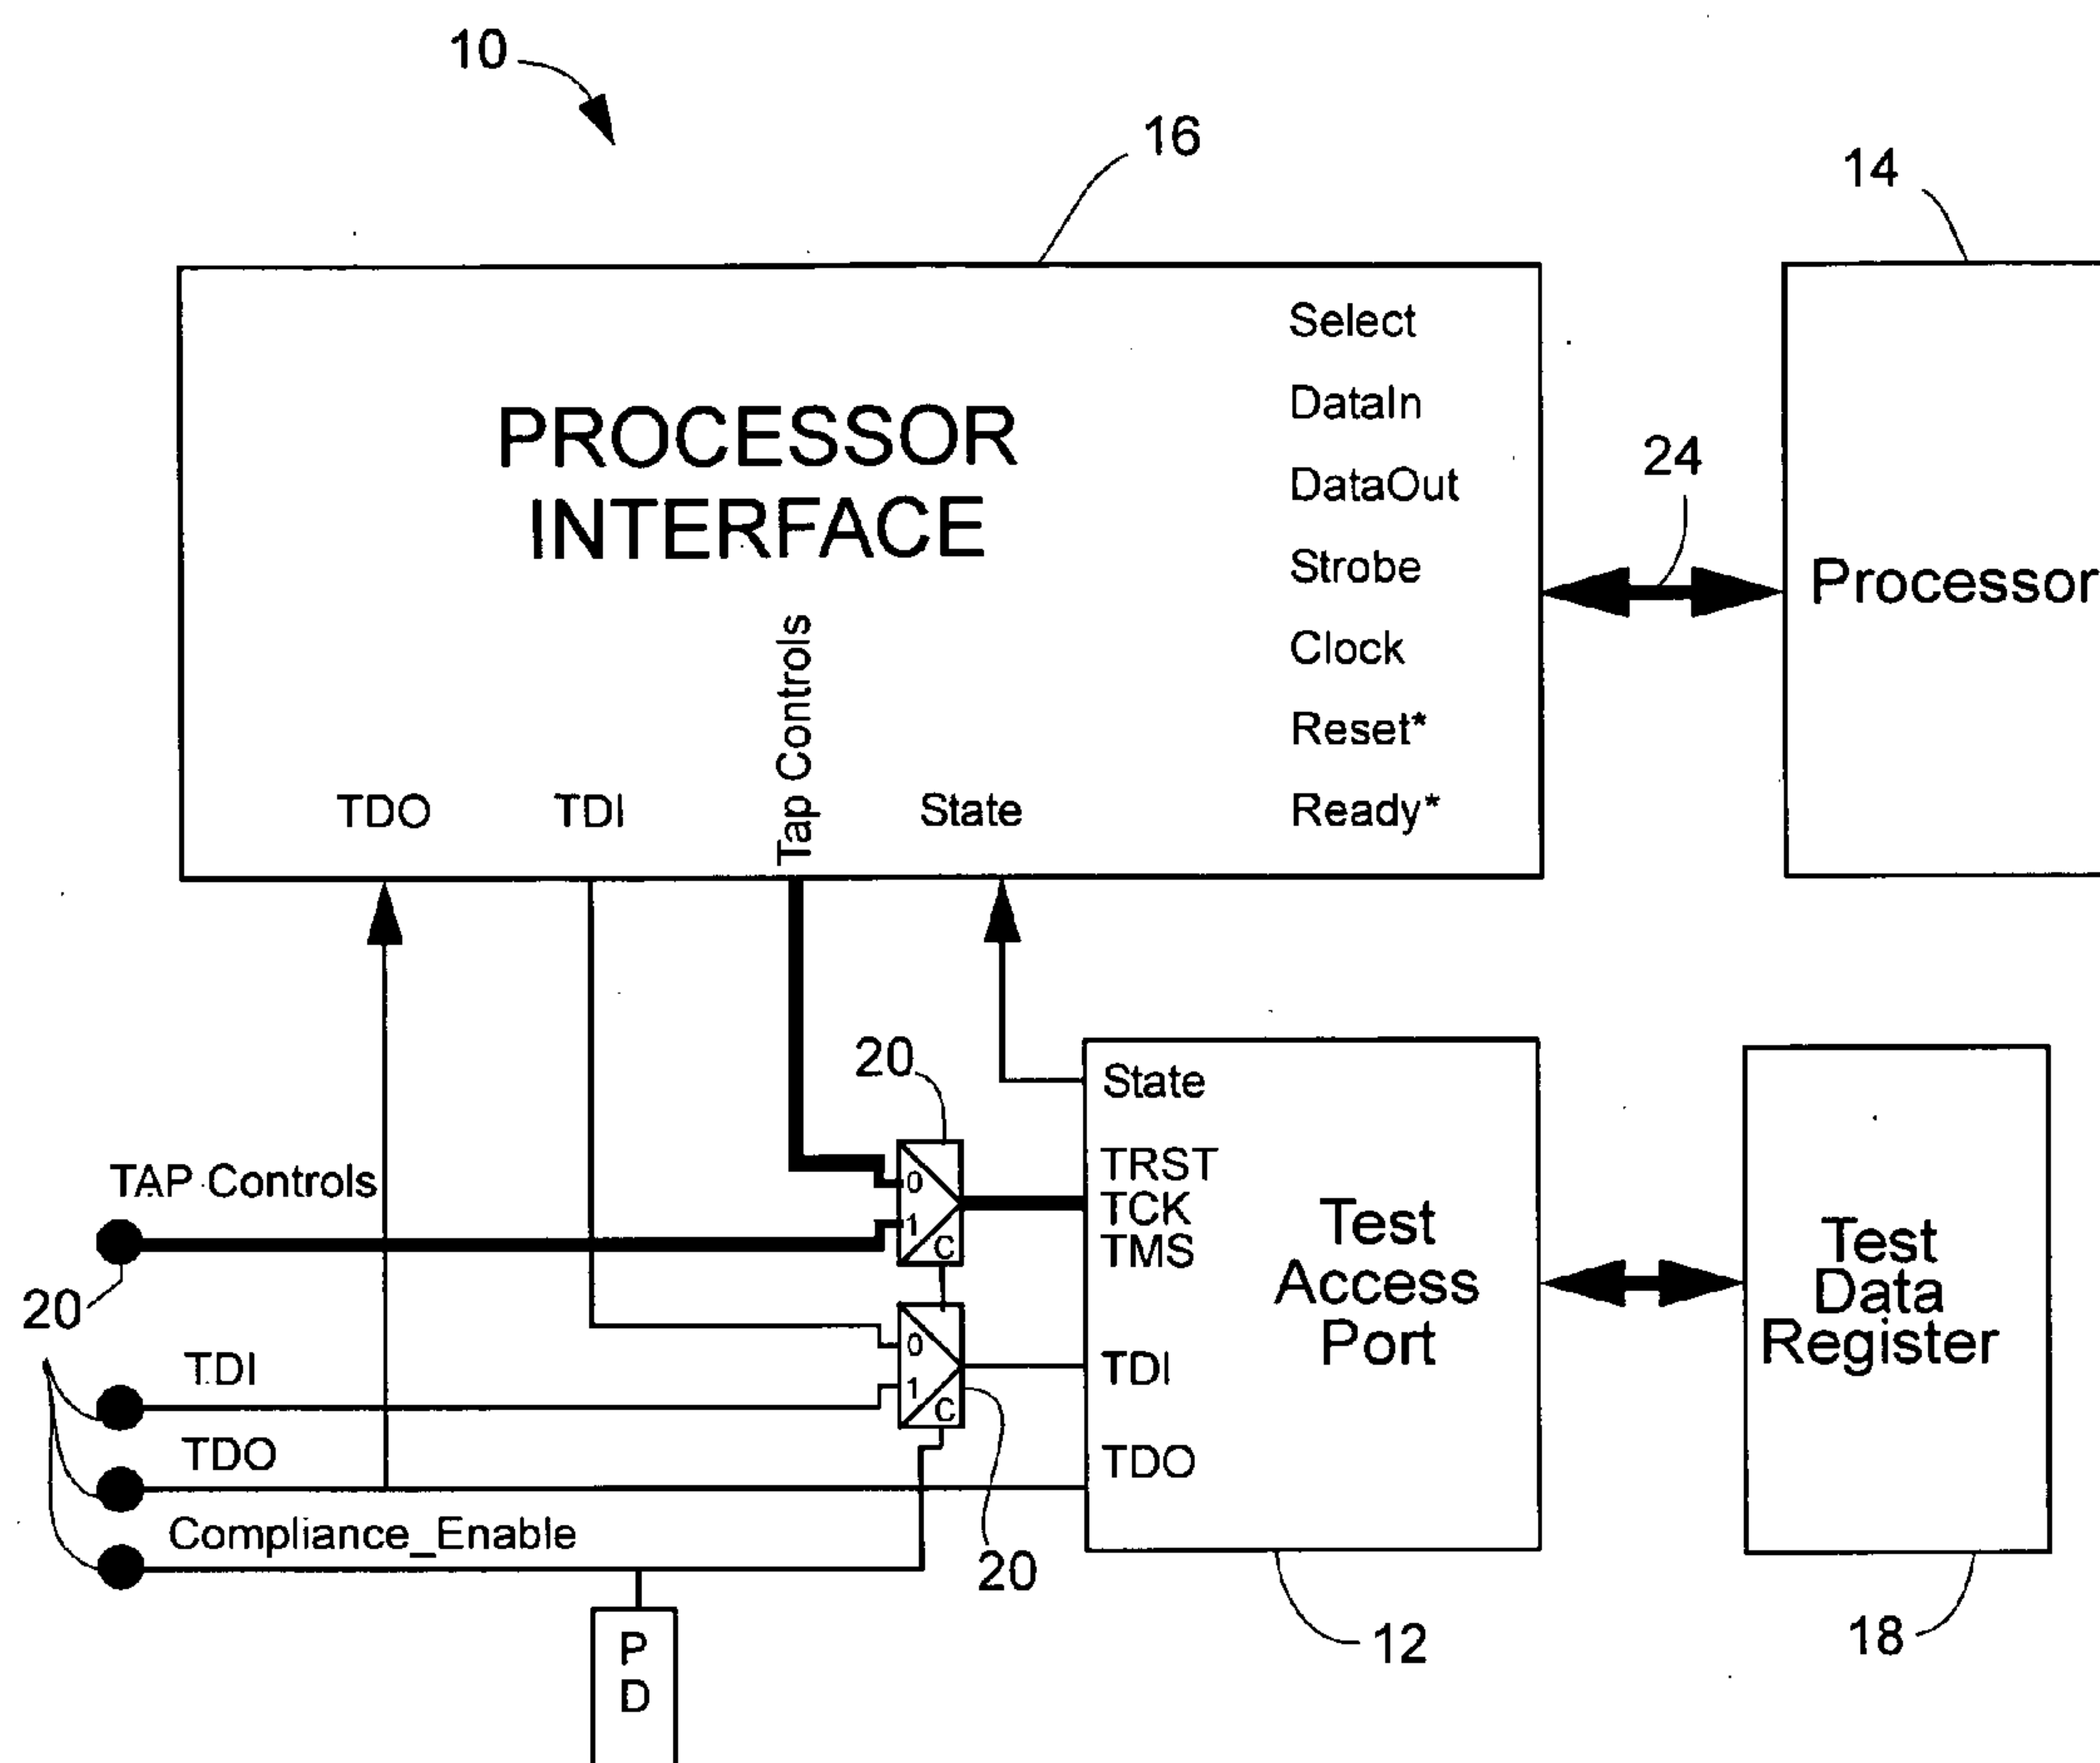 10
16
14
PROCESSOR
INTERFACE
Select
DataIn
DataOut
Strobe
Clock
Reset*
Ready*
24
Processor
TDO
TDI
Tap Controls
State
20
State
TRST
TCK
TMS
TDI
TDO
Test
Access
Port
Test
Data
Register
TAP Controls
0
1
C
20
TDI
0
1
C
TDO
Compliance_Enable
20
12
18
P
D